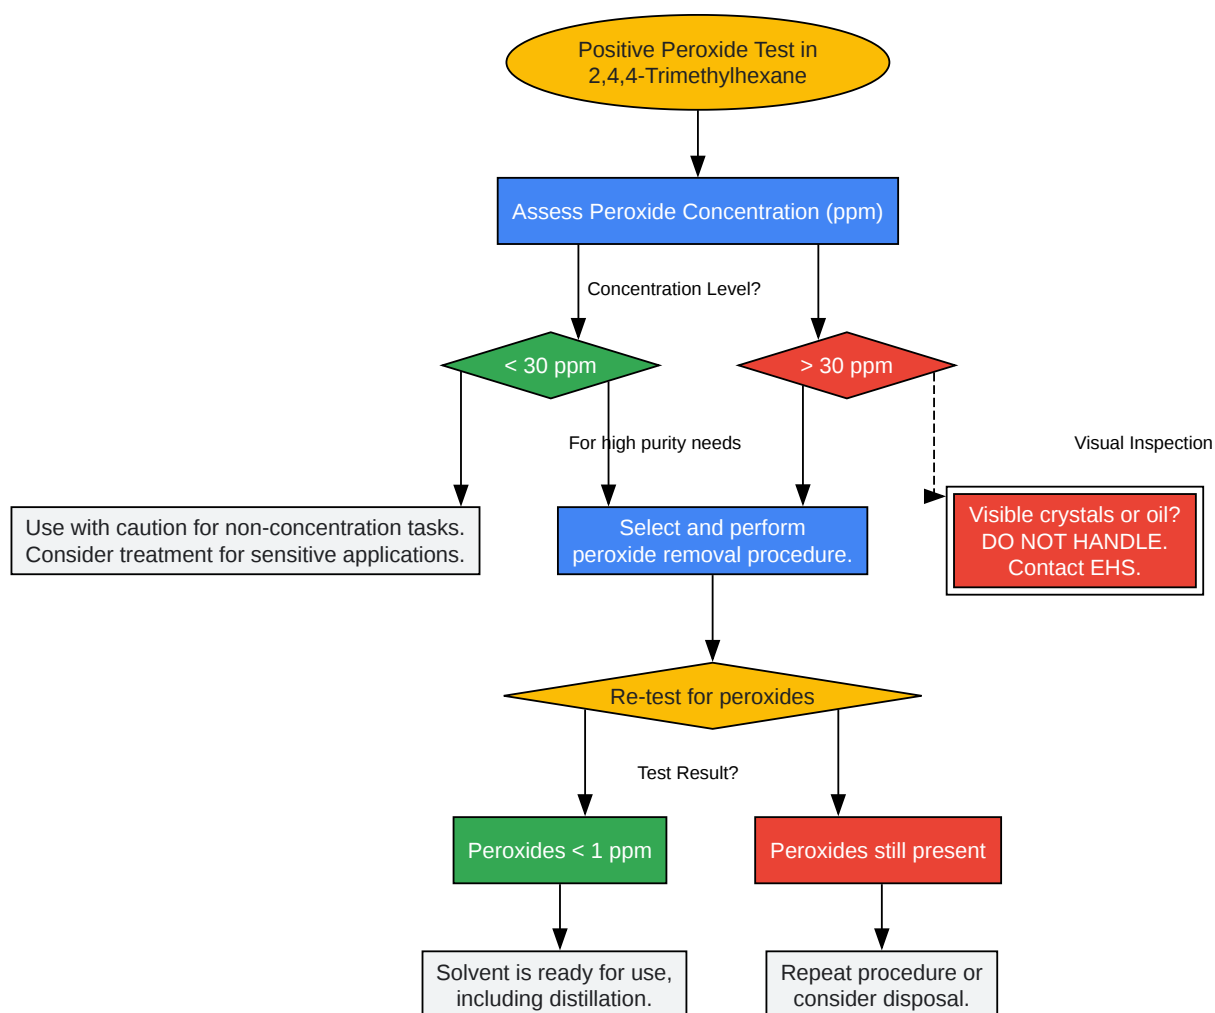 Positive Peroxide Test in
2,4,4-Trimethylhexane
Assess Peroxide Concentration (ppm)
Concentration Level?
< 30 ppm
> 30 ppm
For high purity needs
Visual Inspection
Use with caution for non-concentration tasks.
Consider treatment for sensitive applications.
Select and perform
peroxide removal procedure.
Visible crystals or oil?
DO NOT HANDLE.
Contact EHS.
Re-test for peroxides
Test Result?
Peroxides < 1 ppm
Peroxides still present
Solvent is ready for use,
including distillation.
Repeat procedure or
consider disposal.